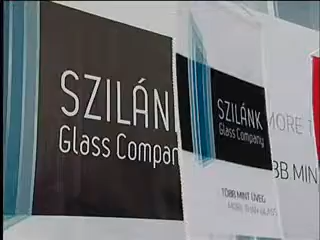 SZILÁN
Glass Compan
SZILÁNK
Glass Company
TÖBB MINT ÜVEG
MORE THAN GLASS
MORE T
BB MIN